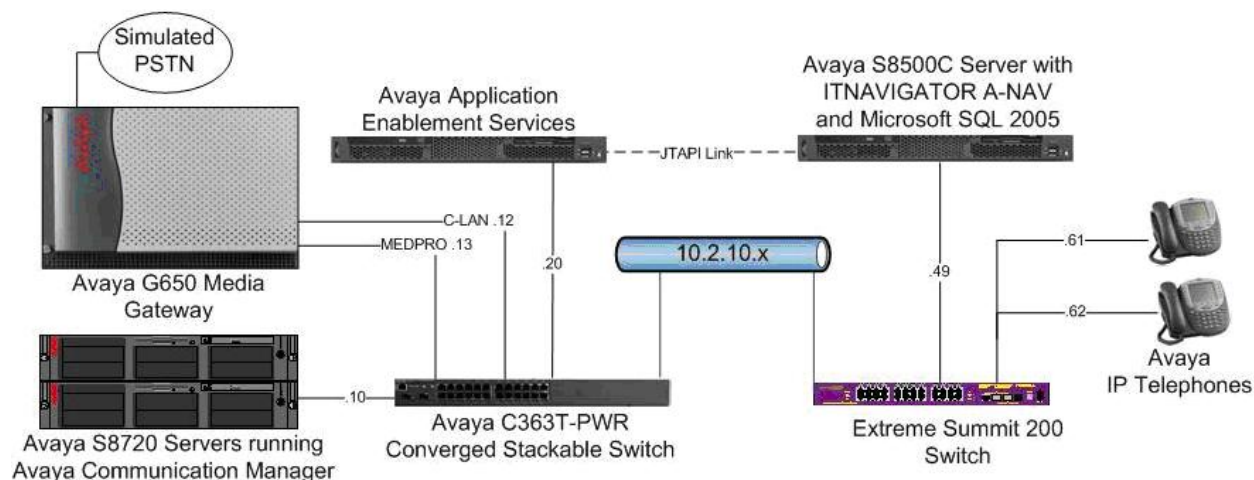 Simulated
PSTN
Avaya Application
Enablement Services
Avaya S8500C Server with
ITNAVIGATOR A-NAV
and Microsoft SQL 2005
JTAPI Link
C-LAN .12
MEDPRO .13
.20
10.2.10.x
.49
.61
.62
Avaya G650 Media
Gateway
Avaya
IP Telephones
.10
Avaya C363T-PWR
Converged Stackable Switch
Extreme Summit 200
Switch
Avaya S8720 Servers running
Avaya Communication Manager